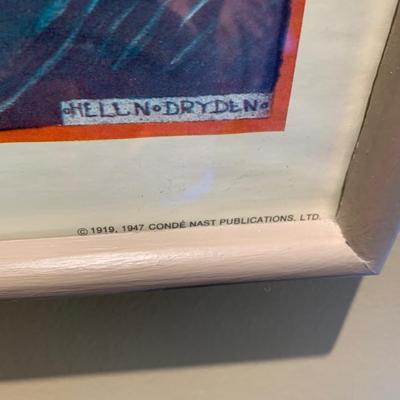 ·HELEN·DRYDEN·
© 1919, 1947 CONDÉ NAST PUBLICATIONS, LTD.